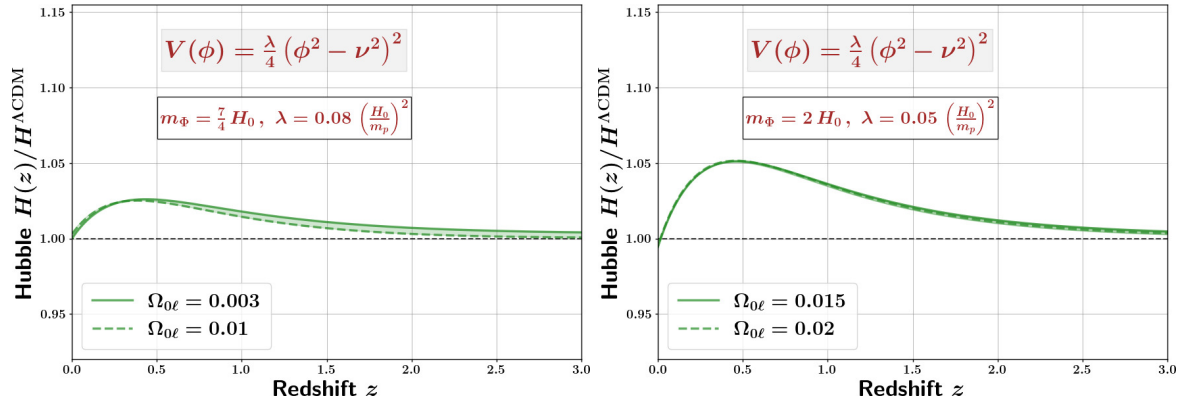 V(ϕ) = λ/4 (ϕ² − ν²)²
m_Φ = 7/4 H₀ , λ = 0.08 (H₀/m_p)²
Hubble H(z)/H^ΛCDM
1.15
1.10
1.05
1.00
0.95
Ω₀ℓ = 0.003
Ω₀ℓ = 0.01
0.0 0.5 1.0 1.5 2.0 2.5 3.0
Redshift z
V(ϕ) = λ/4 (ϕ² − ν²)²
m_Φ = 2 H₀ , λ = 0.05 (H₀/m_p)²
Hubble H(z)/H^ΛCDM
1.15
1.10
1.05
1.00
0.95
Ω₀ℓ = 0.015
Ω₀ℓ = 0.02
0.0 0.5 1.0 1.5 2.0 2.5 3.0
Redshift z